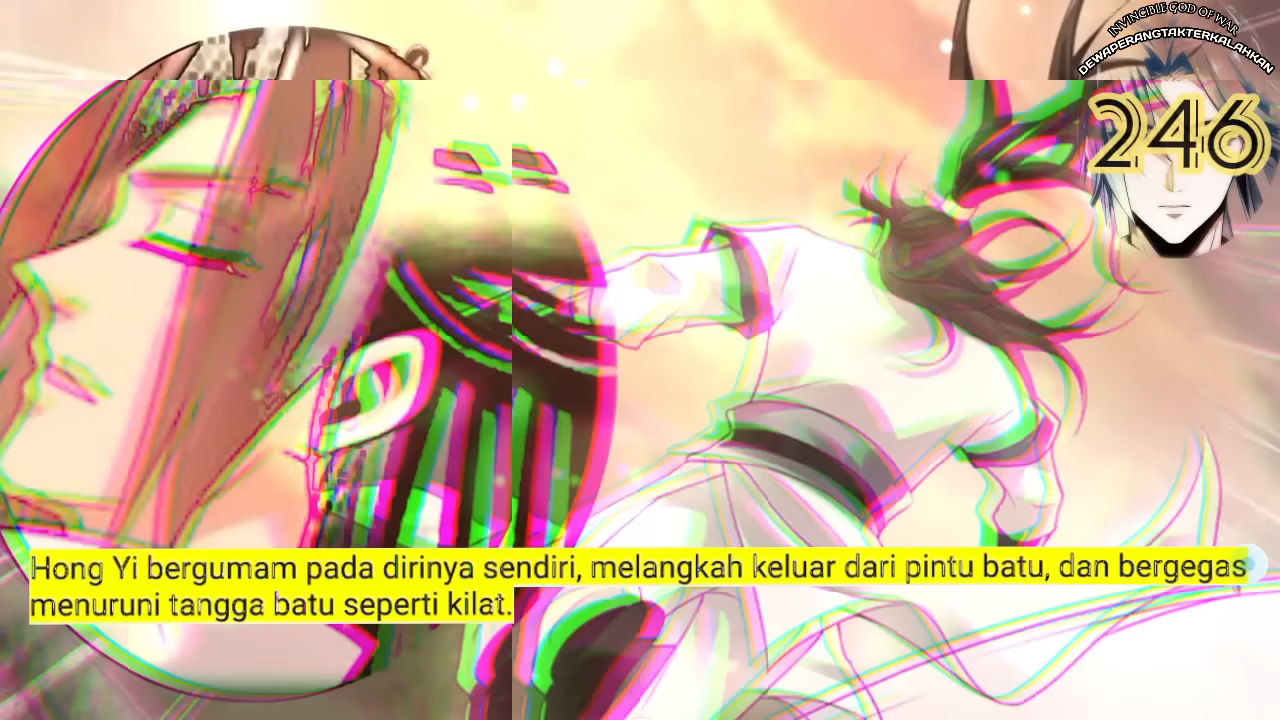 INVINCIBLE GOD OF WAR
DEWAPERANGTAKTERKALAHKAN
246
Hong Yi bergumam pada dirinya sendiri, melangkah keluar dari pintu batu, dan bergegas
menuruni tangga batu seperti kilat.